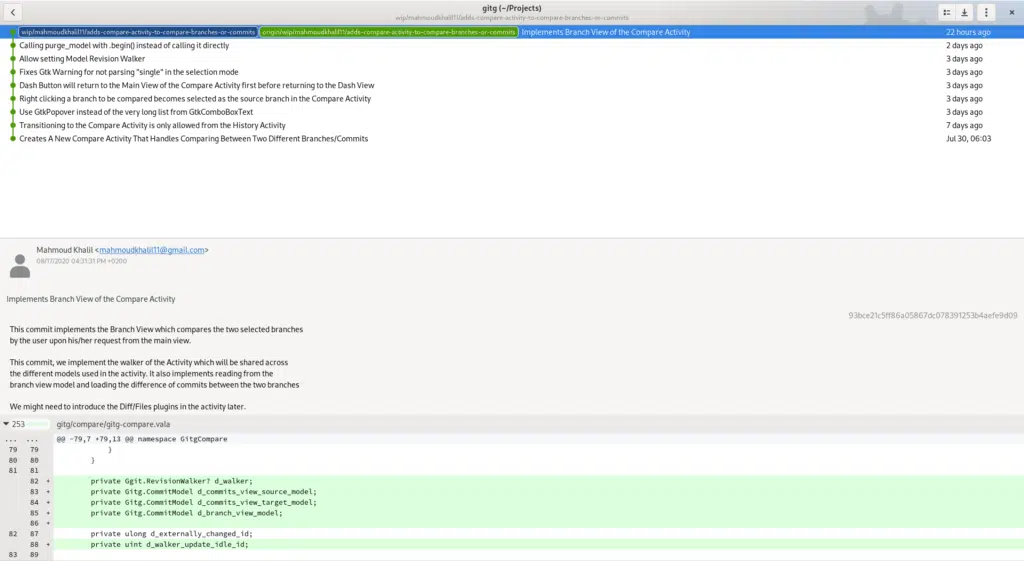 gitg (~/Projects)
wip/mahmoudkhalil11/adds-compare-activity-to-compare-branches-or-commits
wip/mahmoudkhalil11/adds-compare-activity-to-compare-branches-or-commits origin/wip/mahmoudkhalil11/adds-compare-activity-to-compare-branches-or-commits Implements Branch View of the Compare Activity 22 hours ago
Calling purge_model with .begin() instead of calling it directly 2 days ago
Allow setting Model Revision Walker 3 days ago
Fixes Gtk Warning for not parsing "single" in the selection mode 3 days ago
Dash Button will return to the Main View of the Compare Activity first before returning to the Dash View 3 days ago
Right clicking a branch to be compared becomes selected as the source branch in the Compare Activity 3 days ago
Use GtkPopover instead of the very long list from GtkComboBoxText 3 days ago
Transitioning to the Compare Activity is only allowed from the History Activity 7 days ago
Creates A New Compare Activity That Handles Comparing Between Two Different Branches/Commits Jul 30, 06:03
Mahmoud Khalil <mahmoudkhalil11@gmail.com>
08/17/2020 04:31:31 PM +0200
Implements Branch View of the Compare Activity
93bce21c5ff86a05867dc078391253b4aefe9d09
This commit implements the Branch View which compares the two selected branches
by the user upon his/her request from the main view.
This commit, we implement the walker of the Activity which will be shared across
the different models used in the activity. It also implements reading from the
branch view model and loading the difference of commits between the two branches
We might need to introduce the Diff/Files plugins in the activity later.
253 gitg/compare/gitg-compare.vala
... ... @@ -79,7 +79,13 @@ namespace GitgCompare
79 79 }
80 80 }
81 81
82 + private Ggit.RevisionWalker? d_walker;
83 + private Gitg.CommitModel d_commits_view_source_model;
84 + private Gitg.CommitModel d_commits_view_target_model;
85 + private Gitg.CommitModel d_branch_view_model;
86 +
82 87 private ulong d_externally_changed_id;
88 + private uint d_walker_update_idle_id;
83 89